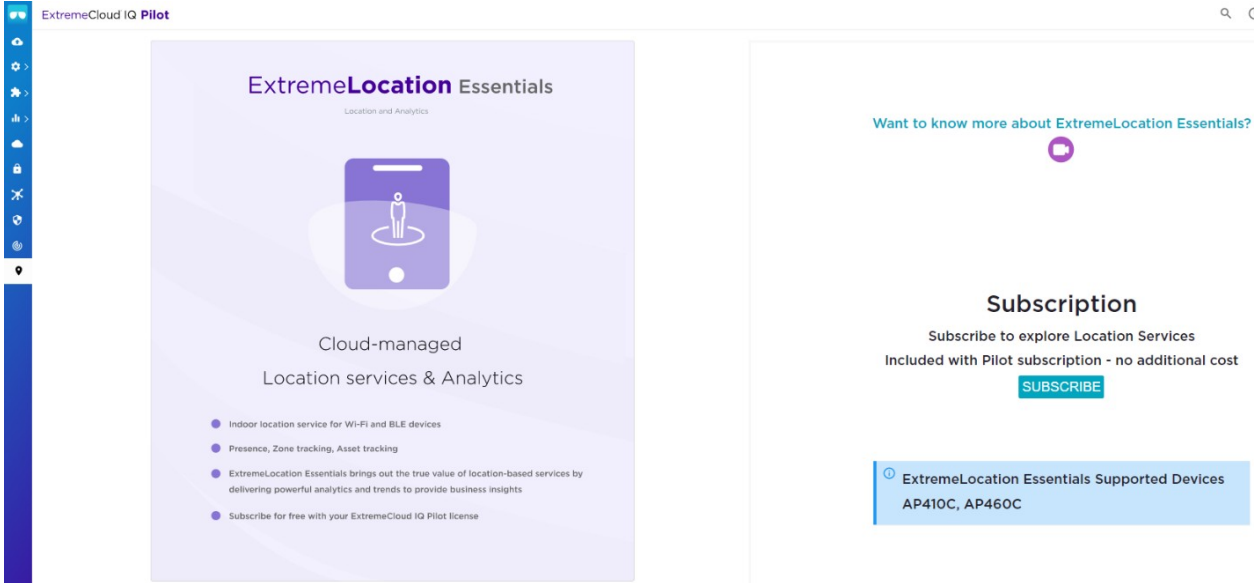 ExtremeCloud IQ Pilot
ExtremeLocation Essentials
Location and Analytics
Cloud-managed
Location services & Analytics
Indoor location service for Wi-Fi and BLE devices
Presence, Zone tracking, Asset tracking
ExtremeLocation Essentials brings out the true value of location-based services by
delivering powerful analytics and trends to provide business insights
Subscribe for free with your ExtremeCloud IQ Pilot license
Want to know more about ExtremeLocation Essentials?
Subscription
Subscribe to explore Location Services
Included with Pilot subscription - no additional cost
SUBSCRIBE
ExtremeLocation Essentials Supported Devices
AP410C, AP460C